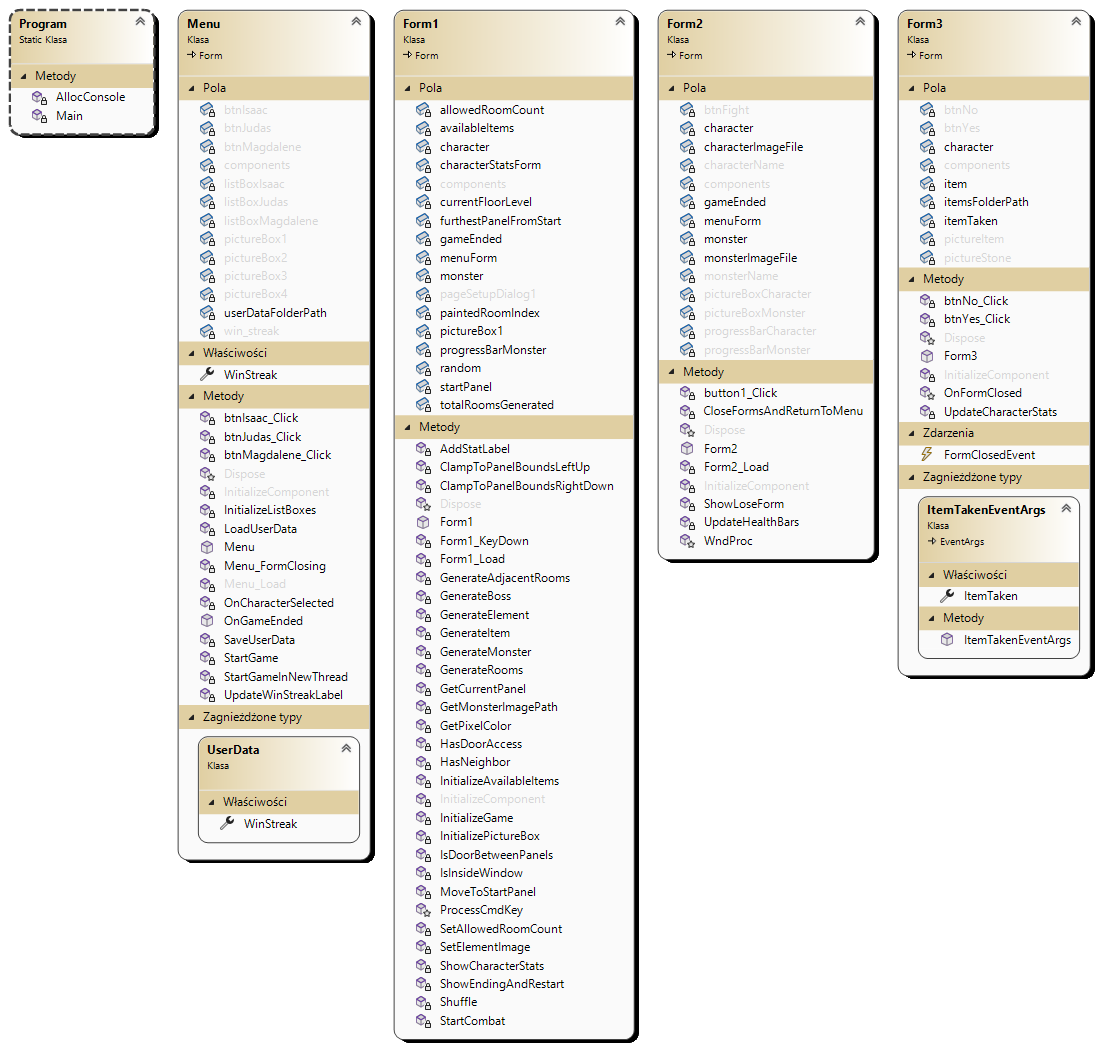 Program
Static Klasa
Metody
AllocConsole
Main
Menu
Klasa
Form
Pola
btnIsaac
btnJudas
btnMagdalene
components
listBoxIsaac
listBoxJudas
listBoxMagdalene
pictureBox1
pictureBox2
pictureBox3
pictureBox4
userDataFolderPath
win_streak
Właściwości
WinStreak
Metody
btnIsaac_Click
btnJudas_Click
btnMagdalene_Click
Dispose
InitializeComponent
InitializeListBoxes
LoadUserData
Menu
Menu_FormClosing
Menu_Load
OnCharacterSelected
OnGameEnded
SaveUserData
StartGame
StartGameInNewThread
UpdateWinStreakLabel
Zagnieżdżone typy
UserData
Klasa
Właściwości
WinStreak
Form1
Klasa
Form
Pola
allowedRoomCount
availableItems
character
characterStatsForm
components
currentFloorLevel
furthestPanelFromStart
gameEnded
menuForm
monster
pageSetupDialog1
paintedRoomIndex
pictureBox1
progressBarMonster
random
startPanel
totalRoomsGenerated
Metody
AddStatLabel
ClampToPanelBoundsLeftUp
ClampToPanelBoundsRightDown
Dispose
Form1
Form1_KeyDown
Form1_Load
GenerateAdjacentRooms
GenerateBoss
GenerateElement
GenerateItem
GenerateMonster
GenerateRooms
GetCurrentPanel
GetMonsterImagePath
GetPixelColor
HasDoorAccess
HasNeighbor
InitializeAvailableItems
InitializeComponent
InitializeGame
InitializePictureBox
IsDoorBetweenPanels
IsInsideWindow
MoveToStartPanel
ProcessCmdKey
SetAllowedRoomCount
SetElementImage
ShowCharacterStats
ShowEndingAndRestart
Shuffle
StartCombat
Form2
Klasa
Form
Pola
btnFight
character
characterImageFile
characterName
components
gameEnded
menuForm
monster
monsterImageFile
monsterName
pictureBoxCharacter
pictureBoxMonster
progressBarCharacter
progressBarMonster
Metody
button1_Click
CloseFormsAndReturnToMenu
Dispose
Form2
Form2_Load
InitializeComponent
ShowLoseForm
UpdateHealthBars
WndProc
Form3
Klasa
Form
Pola
btnNo
btnYes
character
components
item
itemsFolderPath
itemTaken
pictureItem
pictureStone
Metody
btnNo_Click
btnYes_Click
Dispose
Form3
InitializeComponent
OnFormClosed
UpdateCharacterStats
Zdarzenia
FormClosedEvent
Zagnieżdżone typy
ItemTakenEventArgs
Klasa
EventArgs
Właściwości
ItemTaken
Metody
ItemTakenEventArgs